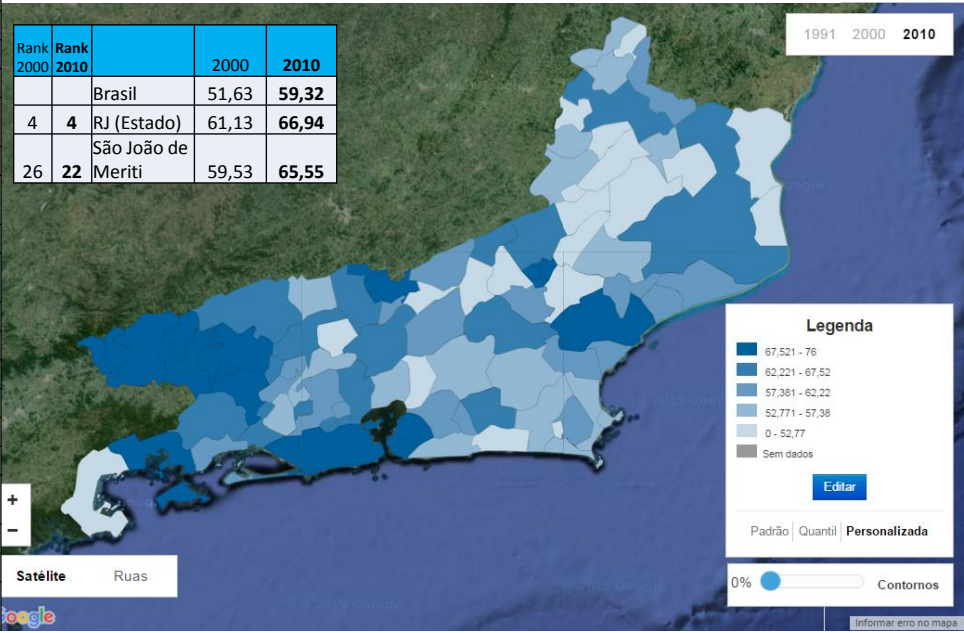 Rank 2000 Rank 2010 2000 2010
Brasil 51,63 59,32
4 4 RJ (Estado) 61,13 66,94
26 22 São João de Meriti 59,53 65,55
1991 2000 2010
Legenda
67,521 - 76
62,221 - 67,52
57,381 - 62,22
52,771 - 57,38
0 - 52,77
Sem dados
Editar
Padrão Quantil Personalizada
+
−
Satélite Ruas
0% Contornos
Google
Informar erro no mapa